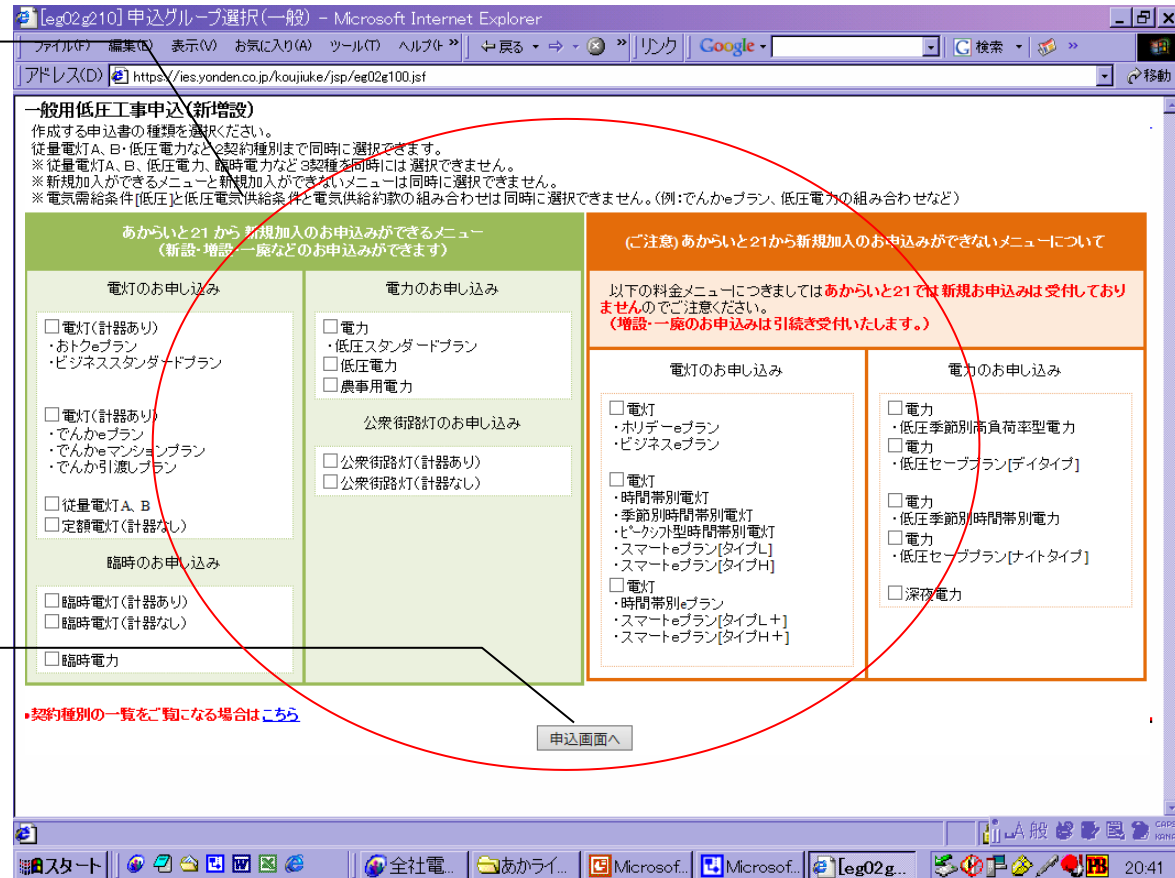 [eg02g210] 申込グループ選択(一般) - Microsoft Internet Explorer
ファイル(F) 編集(E) 表示(V) お気に入り(A) ツール(T) ヘルプ(H » 戻る » リンク Google 検索 »
アドレス(D) https://ies.yonden.co.jp/koujiuke/jsp/eg02g100.jsf 移動
一般用低圧工事申込(新増設)
作成する申込書の種類を選択ください。
従量電灯A、B・低圧電力など2契約種別まで同時に選択できます。
※従量電灯A、B、低圧電力、臨時電力など3契種を同時には選択できません。
※新規加入ができるメニューと新規加入ができないメニューは同時に選択できません。
※電気需給条件[低圧]と低圧電気供給条件と電気供給約款の組み合わせは同時に選択できません。(例:でんかeプラン、低圧電力の組み合わせなど)
あからいと21 から 新規加入のお申込みができるメニュー
(新設・増設・一廃などのお申込みができます)
電灯のお申し込み
電灯(計器あり)
・おトクeプラン
・ビジネススタンダードプラン
電灯(計器あり)
・でんかeプラン
・でんかeマンションプラン
・でんか引渡しプラン
従量電灯A、B
定額電灯(計器なし)
臨時のお申し込み
臨時電灯(計器あり)
臨時電灯(計器なし)
臨時電力
電力のお申し込み
電力
・低圧スタンダードプラン
低圧電力
農事用電力
公衆街路灯のお申し込み
公衆街路灯(計器あり)
公衆街路灯(計器なし)
(ご注意)あからいと21から新規加入のお申込みができないメニューについて
以下の料金メニューにつきましてはあからいと21では新規お申込みは受付しており
ませんのでご注意ください。
(増設・一廃のお申込みは引続き受付いたします。)
電灯のお申し込み
電灯
・ホリデーeプラン
・ビジネスeプラン
電灯
・時間帯別電灯
・季節別時間帯別電灯
・ピークシフト型時間帯別電灯
・スマートeプラン[タイプL]
・スマートeプラン[タイプH]
電灯
・時間帯別eプラン
・スマートeプラン[タイプL+]
・スマートeプラン[タイプH+]
電力のお申し込み
電力
・低圧季節別高負荷率型電力
電力
・低圧セーブプラン[デイタイプ]
電力
・低圧季節別時間帯別電力
電力
・低圧セーブプラン[ナイトタイプ]
深夜電力
•契約種別の一覧をご覧になる場合はこちら
申込画面へ
A 般 CAPS KANA
スタート 全社電... あかライ... Microsof... Microsof... [eg02g... 20:41